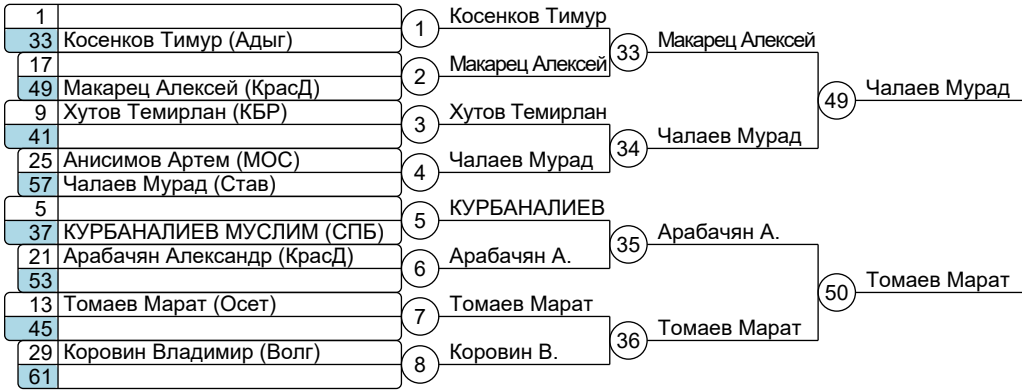 1
33 Косенков Тимур (Адыг)
17
49 Макарец Алексей (КрасД)
9 Хутов Темирлан (КБР)
41
25 Анисимов Артем (МОС)
57 Чалаев Мурад (Став)
5
37 КУРБАНАЛИЕВ МУСЛИМ (СПБ)
21 Арабачян Александр (КрасД)
53
13 Томаев Марат (Осет)
45
29 Коровин Владимир (Волг)
61
1 Косенков Тимур
2 Макарец Алексей
3 Хутов Темирлан
4 Чалаев Мурад
5 КУРБАНАЛИЕВ
6 Арабачян А.
7 Томаев Марат
8 Коровин В.
33 Макарец Алексей
34 Чалаев Мурад
35 Арабачян А.
36 Томаев Марат
49 Чалаев Мурад
50 Томаев Марат